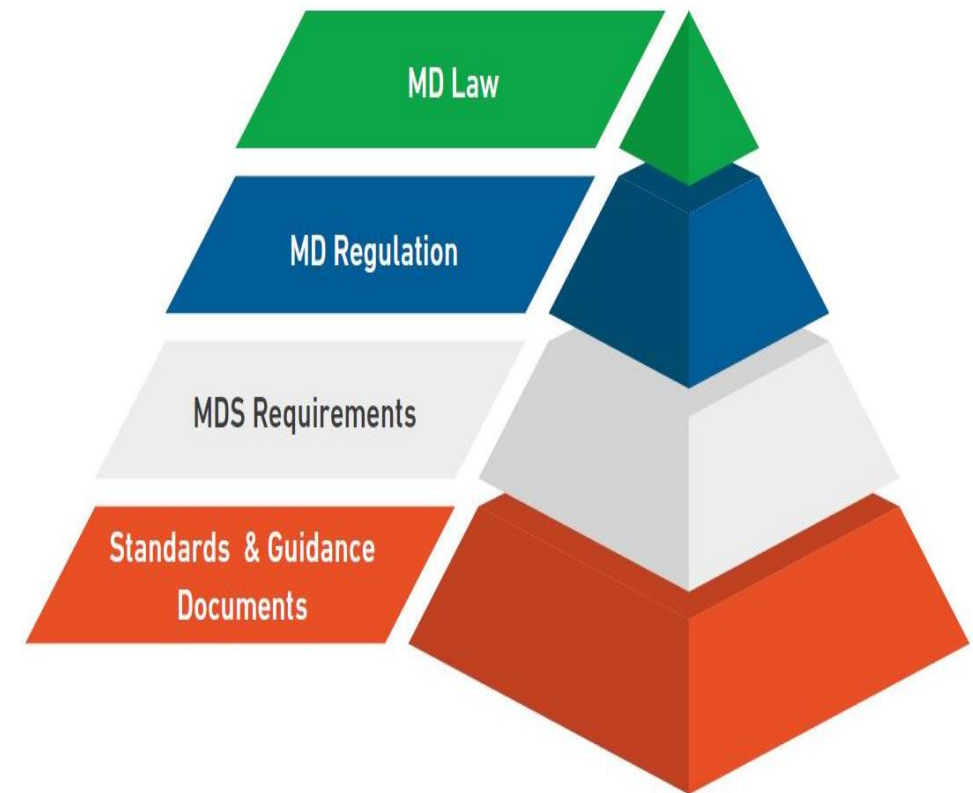 MD Law
MD Regulation
MDS Requirements
Standards & Guidance
Documents